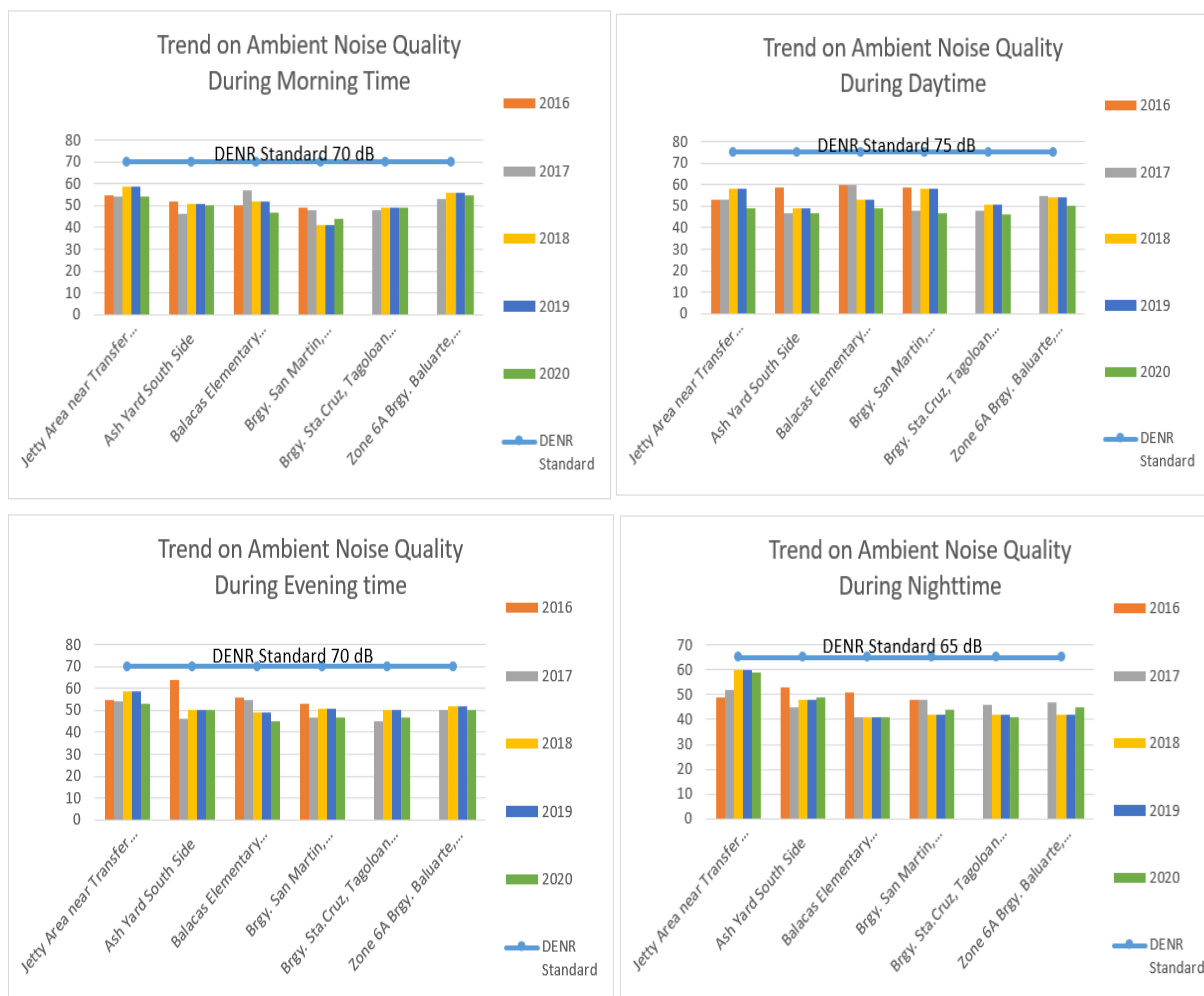 Trend on Ambient Noise Quality
During Morning Time
2016
2017
2018
2019
2020
DENR
Standard
80
70
60
50
40
30
20
10
0
DENR Standard 70 dB
Jetty Area near Transfer...
Ash Yard South Side
Balacas Elementary...
Brgy. San Martin,...
Brgy. Sta.Cruz, Tagoloan...
Zone 6A Brgy. Baluarte,...
Trend on Ambient Noise Quality
During Daytime
2016
2017
2018
2019
2020
DENR
Standard
80
70
60
50
40
30
20
10
0
DENR Standard 75 dB
Jetty Area near Transfer...
Ash Yard South Side
Balacas Elementary...
Brgy. San Martin,...
Brgy. Sta.Cruz, Tagoloan...
Zone 6A Brgy. Baluarte,...
Trend on Ambient Noise Quality
During Evening time
2016
2017
2018
2019
2020
DENR
Standard
80
70
60
50
40
30
20
10
0
DENR Standard 70 dB
Jetty Area near Transfer...
Ash Yard South Side
Balacas Elementary...
Brgy. San Martin,...
Brgy. Sta.Cruz, Tagoloan...
Zone 6A Brgy. Baluarte,...
Trend on Ambient Noise Quality
During Nighttime
2016
2017
2018
2019
2020
DENR
Standard
70
60
50
40
30
20
10
0
DENR Standard 65 dB
Jetty Area near Transfer...
Ash Yard South Side
Balacas Elementary...
Brgy. San Martin,...
Brgy. Sta.Cruz, Tagoloan...
Zone 6A Brgy. Baluarte,...